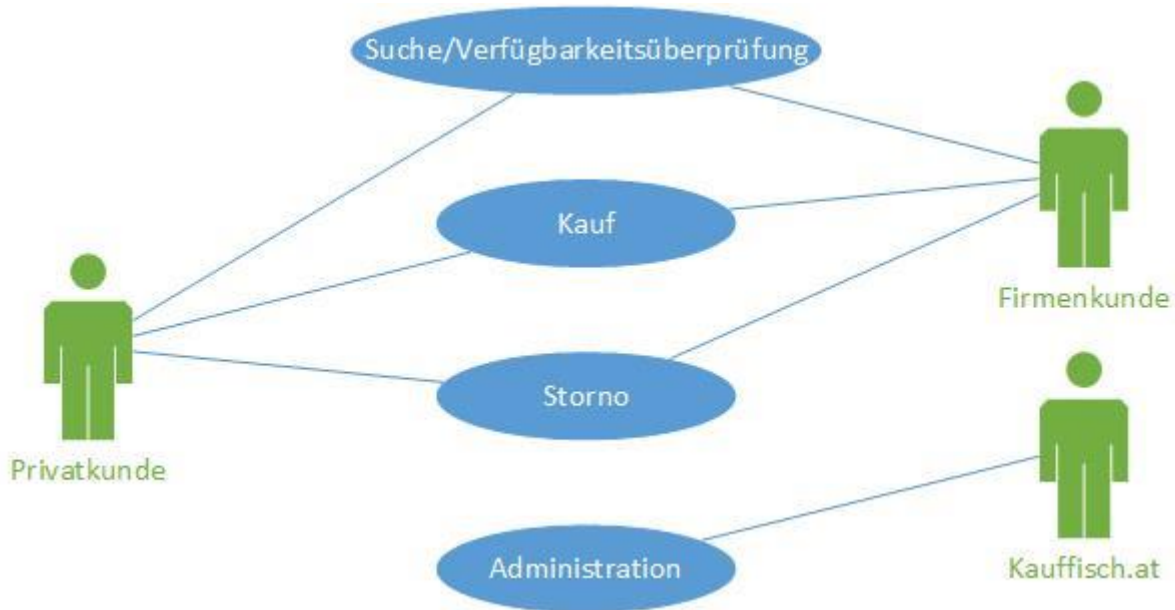 Suche/Verfügbarkeitsüberprüfung
Kauf
Firmenkunde
Storno
Privatkunde
Administration
Kauffisch.at